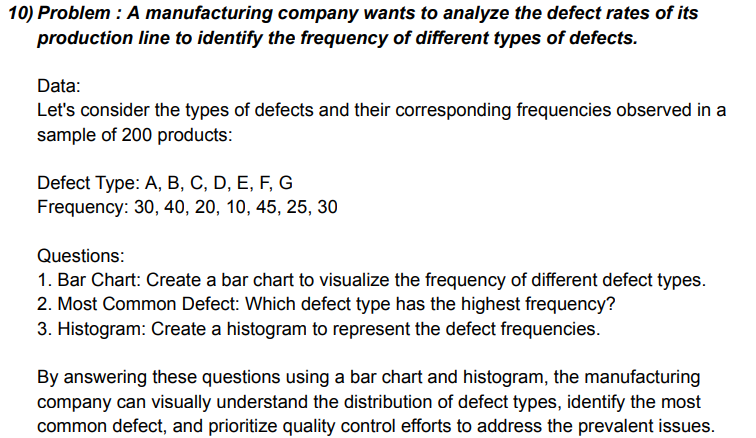 10) Problem : A manufacturing company wants to analyze the defect rates of its
production line to identify the frequency of different types of defects.
Data:
Let's consider the types of defects and their corresponding frequencies observed in a
sample of 200 products:
Defect Type: A, B, C, D, E, F, G
Frequency: 30, 40, 20, 10, 45, 25, 30
Questions:
1. Bar Chart: Create a bar chart to visualize the frequency of different defect types.
2. Most Common Defect: Which defect type has the highest frequency?
3. Histogram: Create a histogram to represent the defect frequencies.
By answering these questions using a bar chart and histogram, the manufacturing
company can visually understand the distribution of defect types, identify the most
common defect, and prioritize quality control efforts to address the prevalent issues.